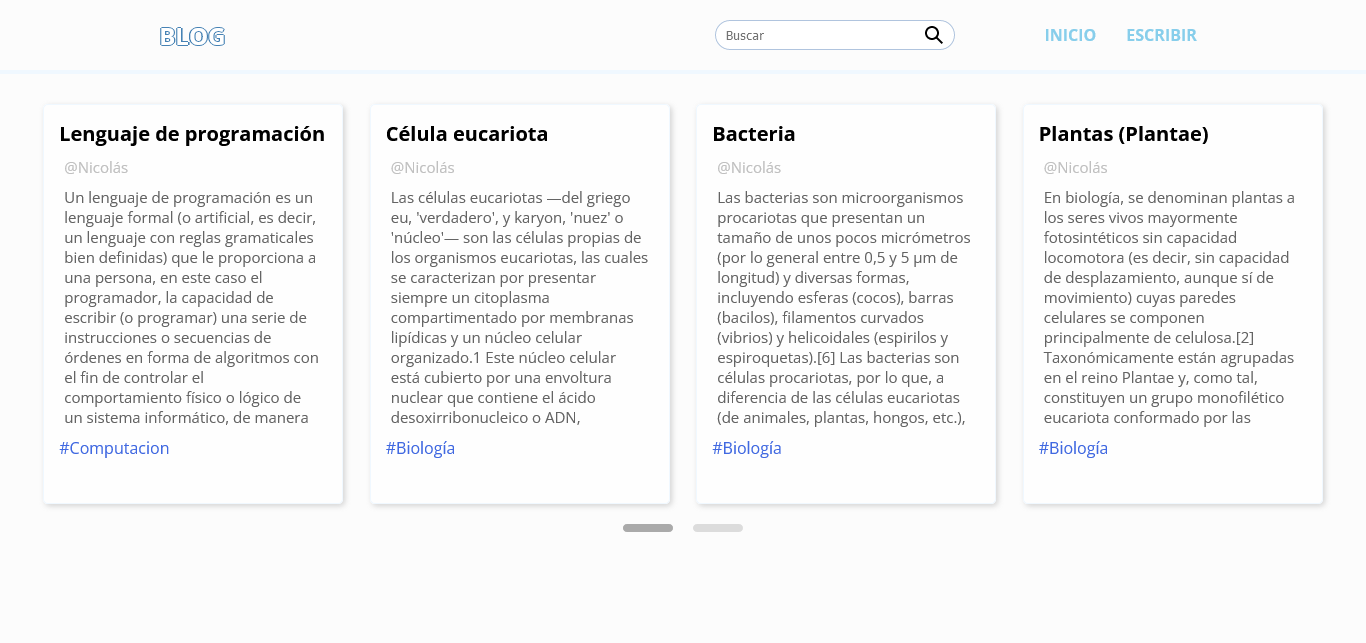 BLOG
Buscar
INICIO
ESCRIBIR
Lenguaje de programación
@Nicolás
Un lenguaje de programación es un
lenguaje formal (o artificial, es decir,
un lenguaje con reglas gramaticales
bien definidas) que le proporciona a
una persona, en este caso el
programador, la capacidad de
escribir (o programar) una serie de
instrucciones o secuencias de
órdenes en forma de algoritmos con
el fin de controlar el
comportamiento físico o lógico de
un sistema informático, de manera
#Computacion
Célula eucariota
@Nicolás
Las células eucariotas —del griego
eu, 'verdadero', y karyon, 'nuez' o
'núcleo'— son las células propias de
los organismos eucariotas, las cuales
se caracterizan por presentar
siempre un citoplasma
compartimentado por membranas
lipídicas y un núcleo celular
organizado.1 Este núcleo celular
está cubierto por una envoltura
nuclear que contiene el ácido
desoxirribonucleico o ADN,
#Biología
Bacteria
@Nicolás
Las bacterias son microorganismos
procariotas que presentan un
tamaño de unos pocos micrómetros
(por lo general entre 0,5 y 5 μm de
longitud) y diversas formas,
incluyendo esferas (cocos), barras
(bacilos), filamentos curvados
(vibrios) y helicoidales (espirilos y
espiroquetas).[6] Las bacterias son
células procariotas, por lo que, a
diferencia de las células eucariotas
(de animales, plantas, hongos, etc.),
#Biología
Plantas (Plantae)
@Nicolás
En biología, se denominan plantas a
los seres vivos mayormente
fotosintéticos sin capacidad
locomotora (es decir, sin capacidad
de desplazamiento, aunque sí de
movimiento) cuyas paredes
celulares se componen
principalmente de celulosa.[2]
Taxonómicamente están agrupadas
en el reino Plantae y, como tal,
constituyen un grupo monofilético
eucariota conformado por las
#Biología